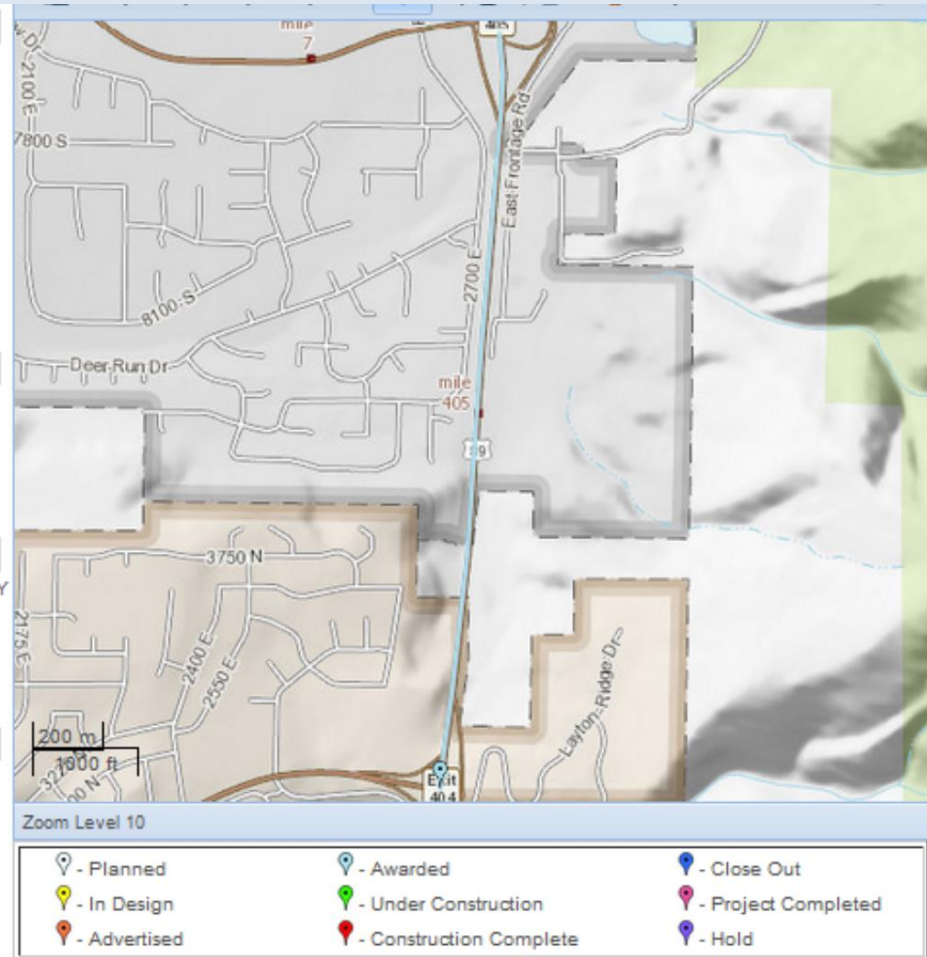 405
mile
7
2100 E
7800 S
East Frontage Rd
2700 E
8100 S
Deer Run Dr
mile
405
89
3750 N
Y
2175 E
2400 E
2550 E
Layton Ridge Dr
200 m
1000 ft
00 N
Exit
404
Zoom Level 10
- Planned
- Awarded
- Close Out
- In Design
- Under Construction
- Project Completed
- Advertised
- Construction Complete
- Hold